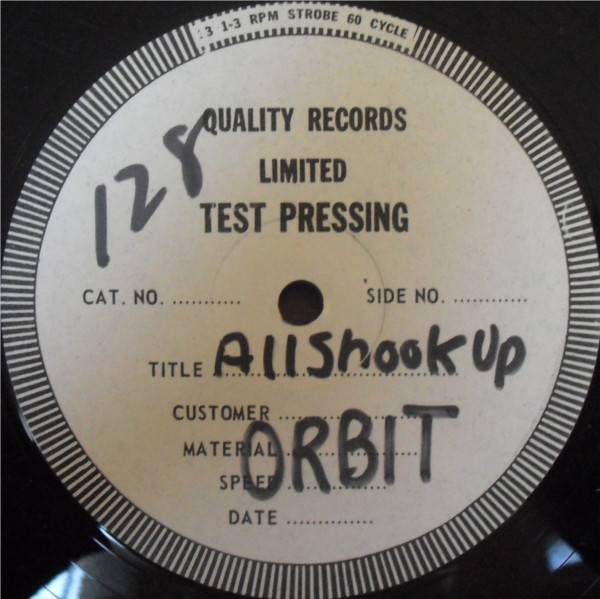 3 1-3 RPM STROBE 60 CYCLE
QUALITY RECORDS
128
LIMITED
TEST PRESSING
CAT. NO. ........... SIDE NO. ............
TITLE All Shook Up
CUSTOMER
ORBIT
MATERIAL
SPEED
DATE ..............